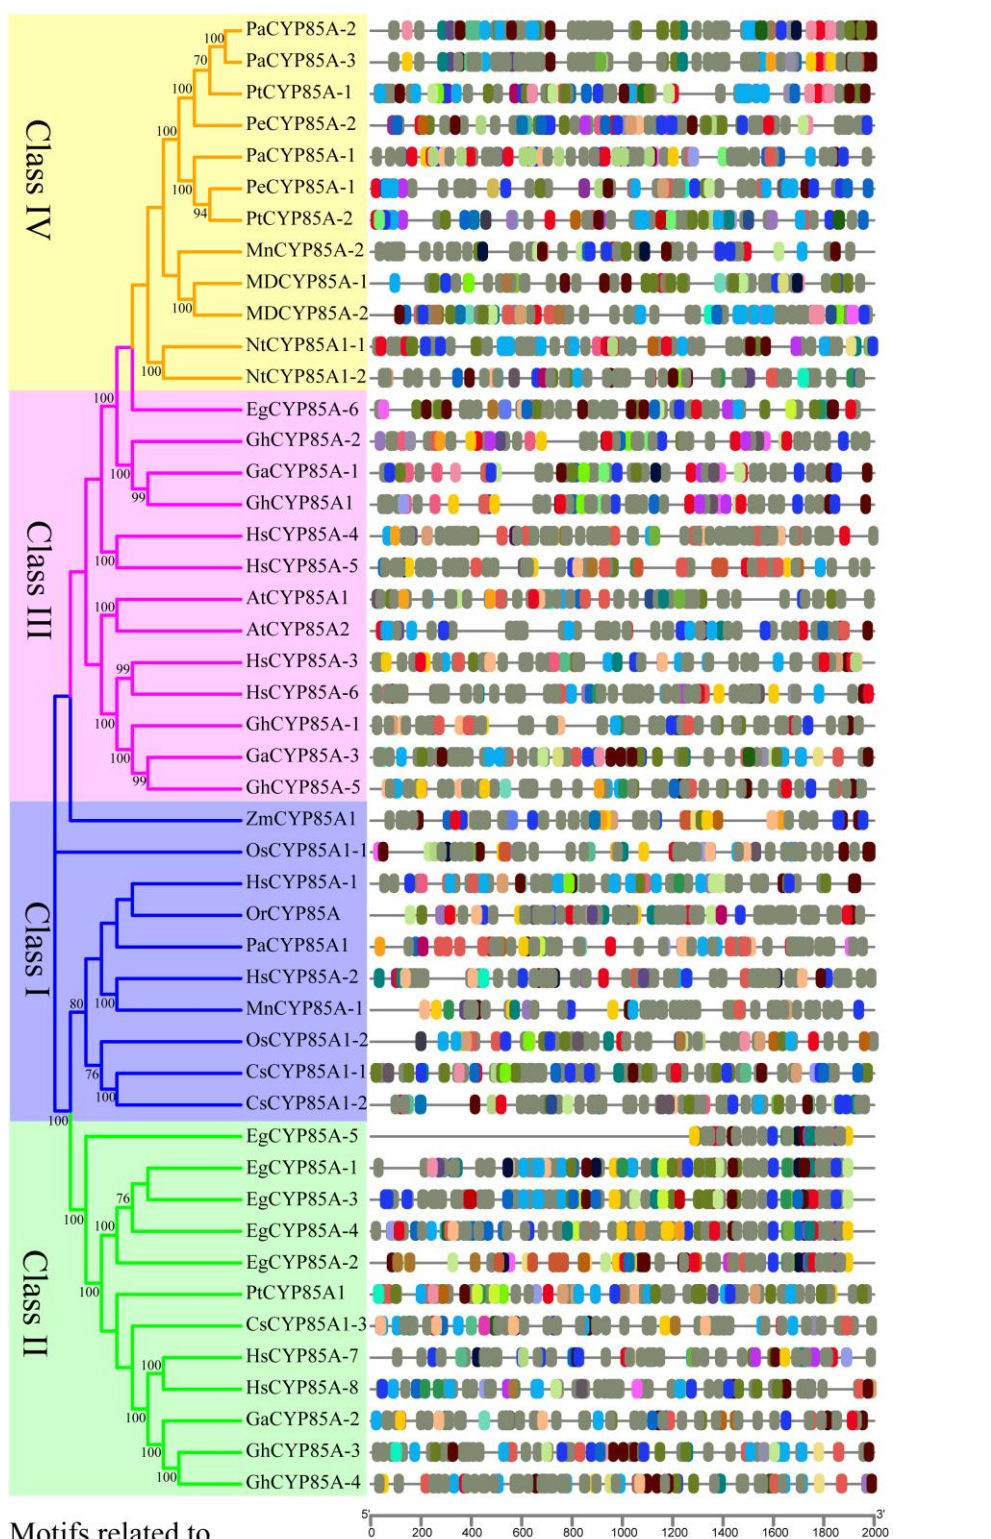 PaCYP85A-2
100
PaCYP85A-3
70
PtCYP85A-1
100
PeCYP85A-2
100
PaCYP85A-1
PeCYP85A-1
100
94
PtCYP85A-2
Class IV
MnCYP85A-2
MDCYP85A-1
100
MDCYP85A-2
NtCYP85A1-1
100
NtCYP85A1-2
100
EgCYP85A-6
GhCYP85A-2
100
GaCYP85A-1
99
GhCYP85A1
HsCYP85A-4
100
HsCYP85A-5
Class III
100
AtCYP85A1
AtCYP85A2
99
HsCYP85A-3
HsCYP85A-6
100
GhCYP85A-1
100
GaCYP85A-3
99
GhCYP85A-5
ZmCYP85A1
OsCYP85A1-1
HsCYP85A-1
OrCYP85A
Class I
PaCYP85A1
HsCYP85A-2
80
100
MnCYP85A-1
OsCYP85A1-2
76
CsCYP85A1-1
100
CsCYP85A1-2
100
EgCYP85A-5
EgCYP85A-1
76
EgCYP85A-3
100
100
EgCYP85A-4
EgCYP85A-2
100
Class II
PtCYP85A1
CsCYP85A1-3
100
HsCYP85A-7
HsCYP85A-8
100
GaCYP85A-2
100
GhCYP85A-3
100
GhCYP85A-4
5' 3'
0 200 400 600 800 1000 1200 1400 1600 1800 2000
Motifs related to